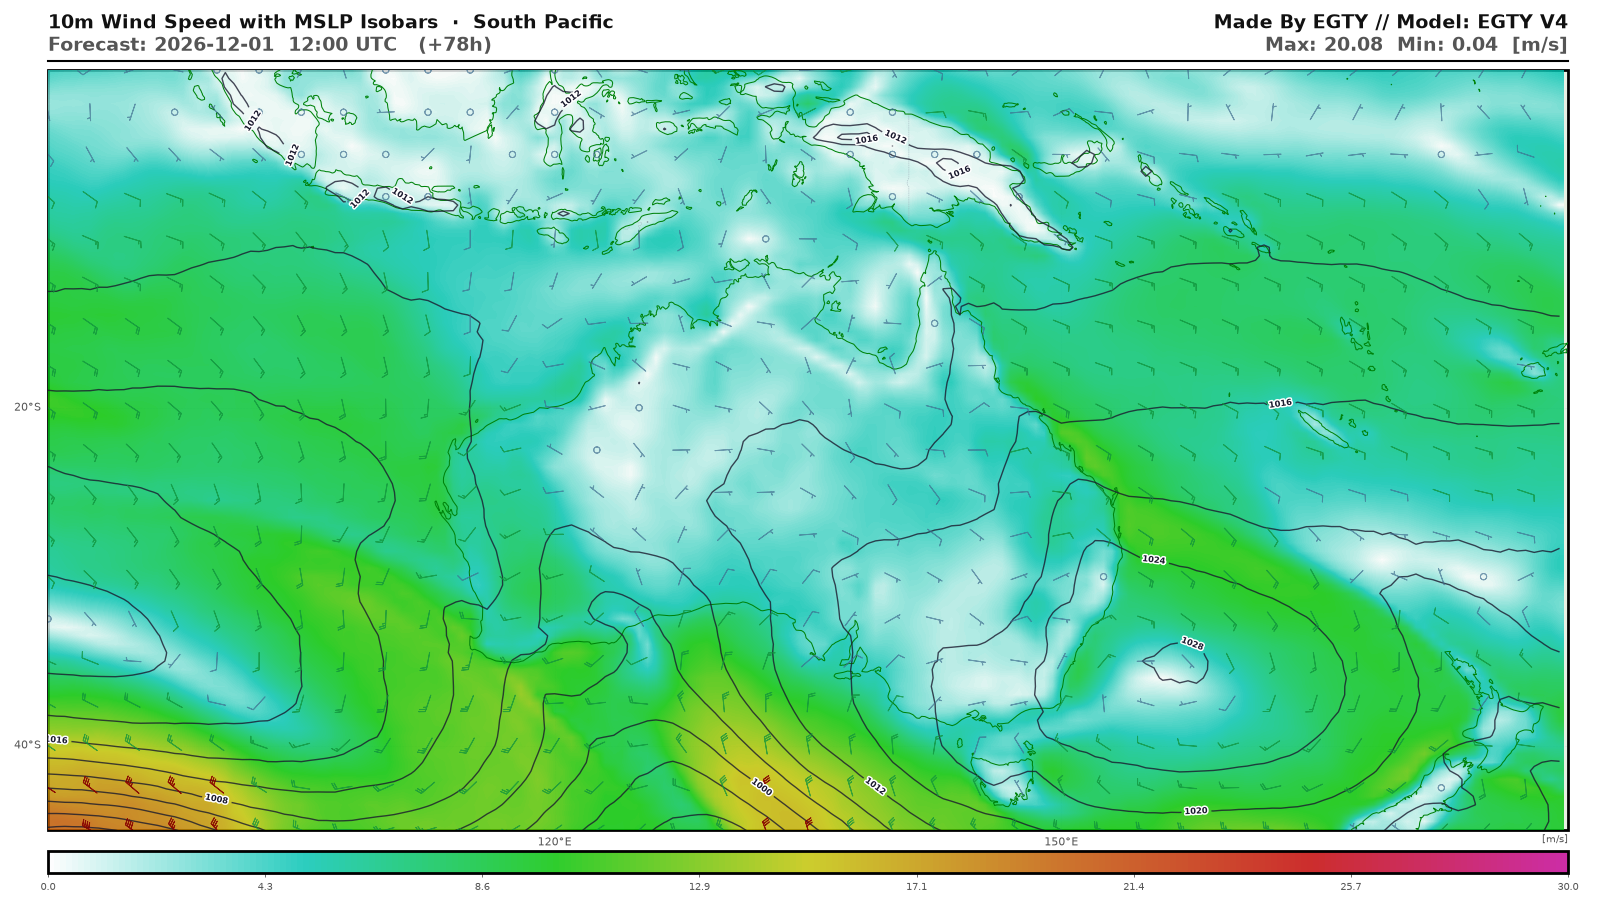 10m Wind Speed with MSLP Isobars · South Pacific
Made By EGTY // Model: EGTY V4
Forecast: 2026-12-01 12:00 UTC (+78h)
Max: 20.08 Min: 0.04 [m/s]
1012
1012
1012
1012
1012
1016
1012
1016
20°S
1016
1024
1028
40°S
1016
1008
1000
1012
1020
120°E
150°E
[m/s]
0.0
4.3
8.6
12.9
17.1
21.4
25.7
30.0